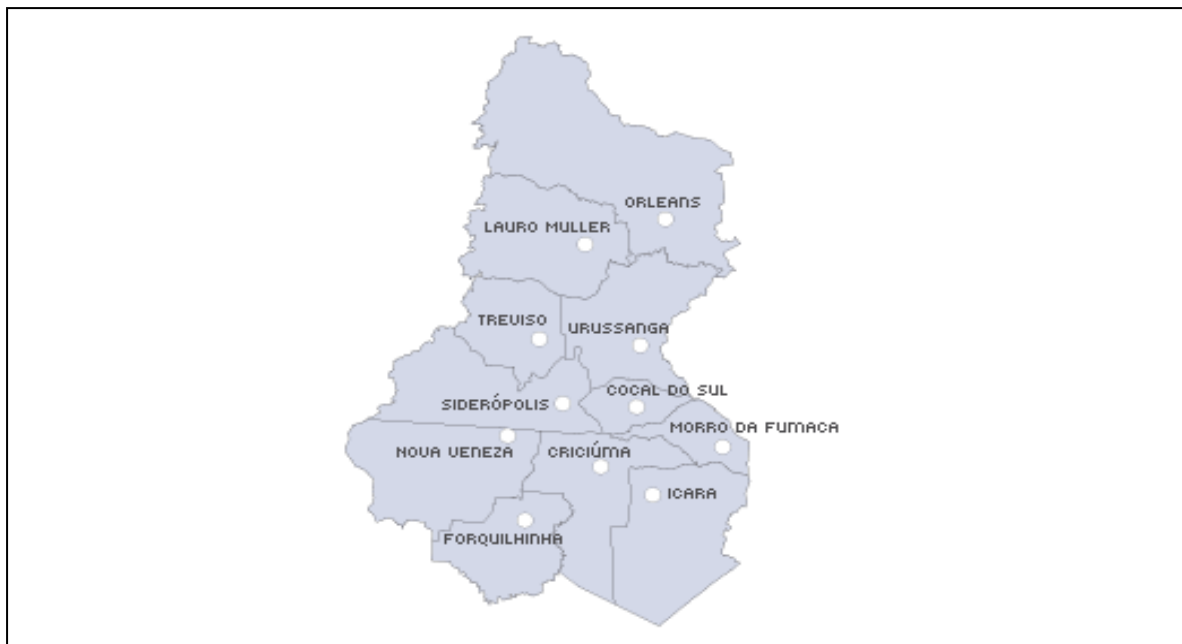 ORLEANS
LAURO MULLER
TREVISO
URUSSANGA
COCAL DO SUL
SIDERÓPOLIS
MORRO DA FUMACA
NOVA VENEZA
CRICIÚMA
ICARA
FORQUILHINHA